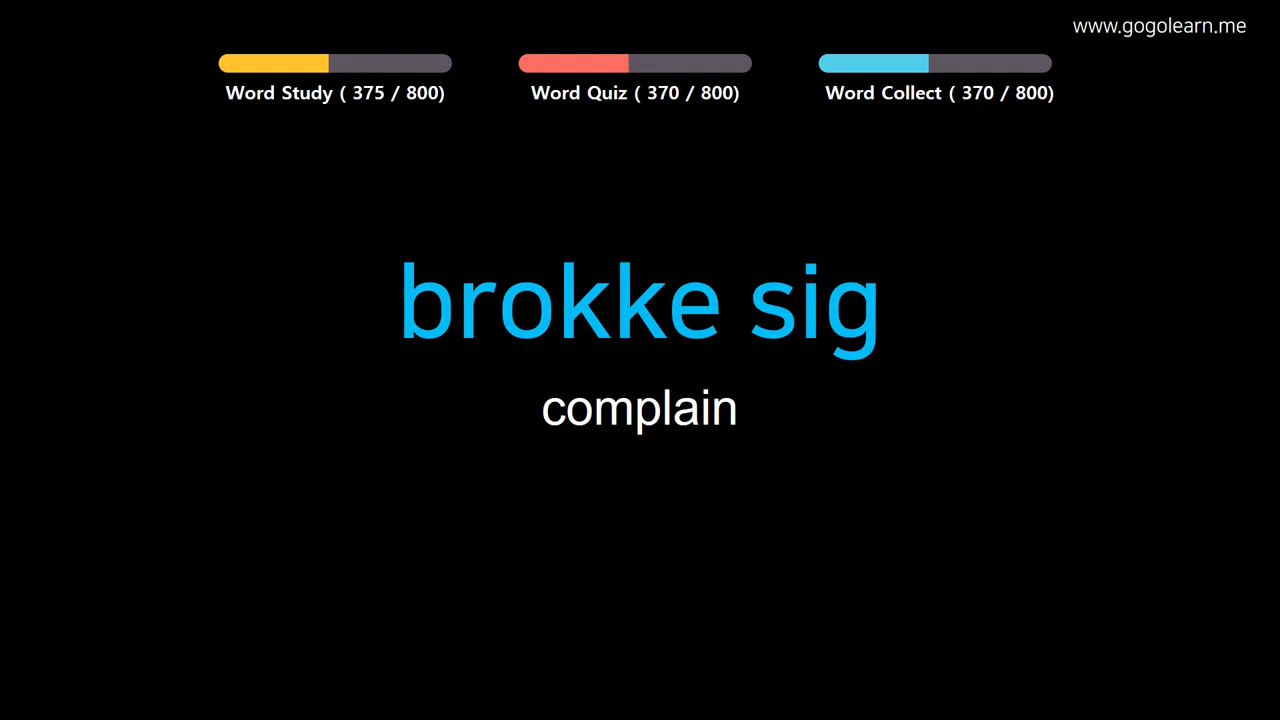 www.gogolearn.me
Word Study ( 375 / 800)
Word Quiz ( 370 / 800)
Word Collect ( 370 / 800)
brokke sig
complain